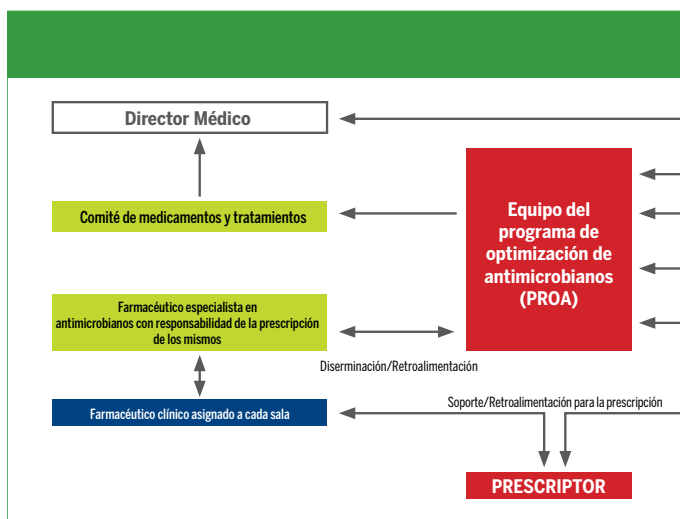 Director Médico
Comité de medicamentos y tratamientos
Equipo del
programa de
optimización de
antimicrobianos
(PROA)
Farmacéutico especialista en
antimicrobianos con responsabilidad de la prescripción
de los mismos
Diserminación/Retroalimentación
Farmacéutico clínico asignado a cada sala
Soporte/Retroalimentación para la prescripción
PRESCRIPTOR